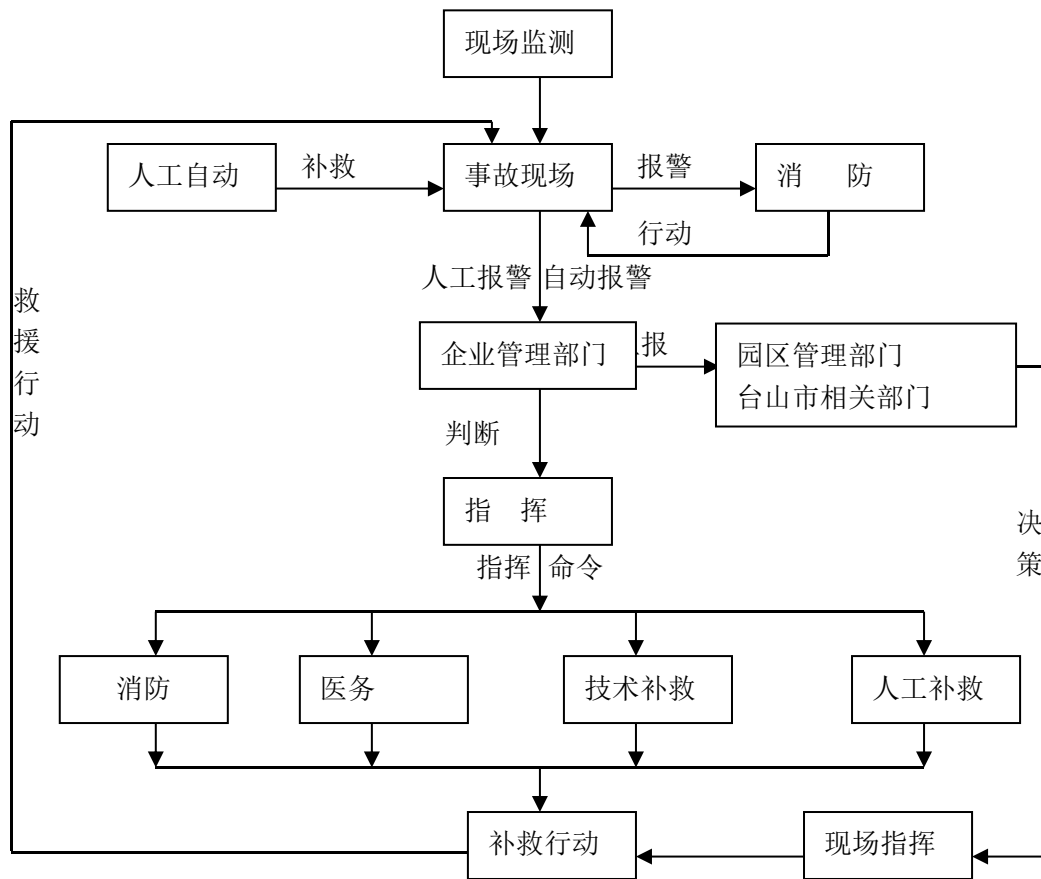 现场监测
人工自动
补救
事故现场
报警
消 防
行动
人工报警 自动报警
救援行动
企业管理部门
报
园区管理部门
台山市相关部门
判断
指 挥
决策
指挥 命令
消防
医务
技术补救
人工补救
补救行动
现场指挥